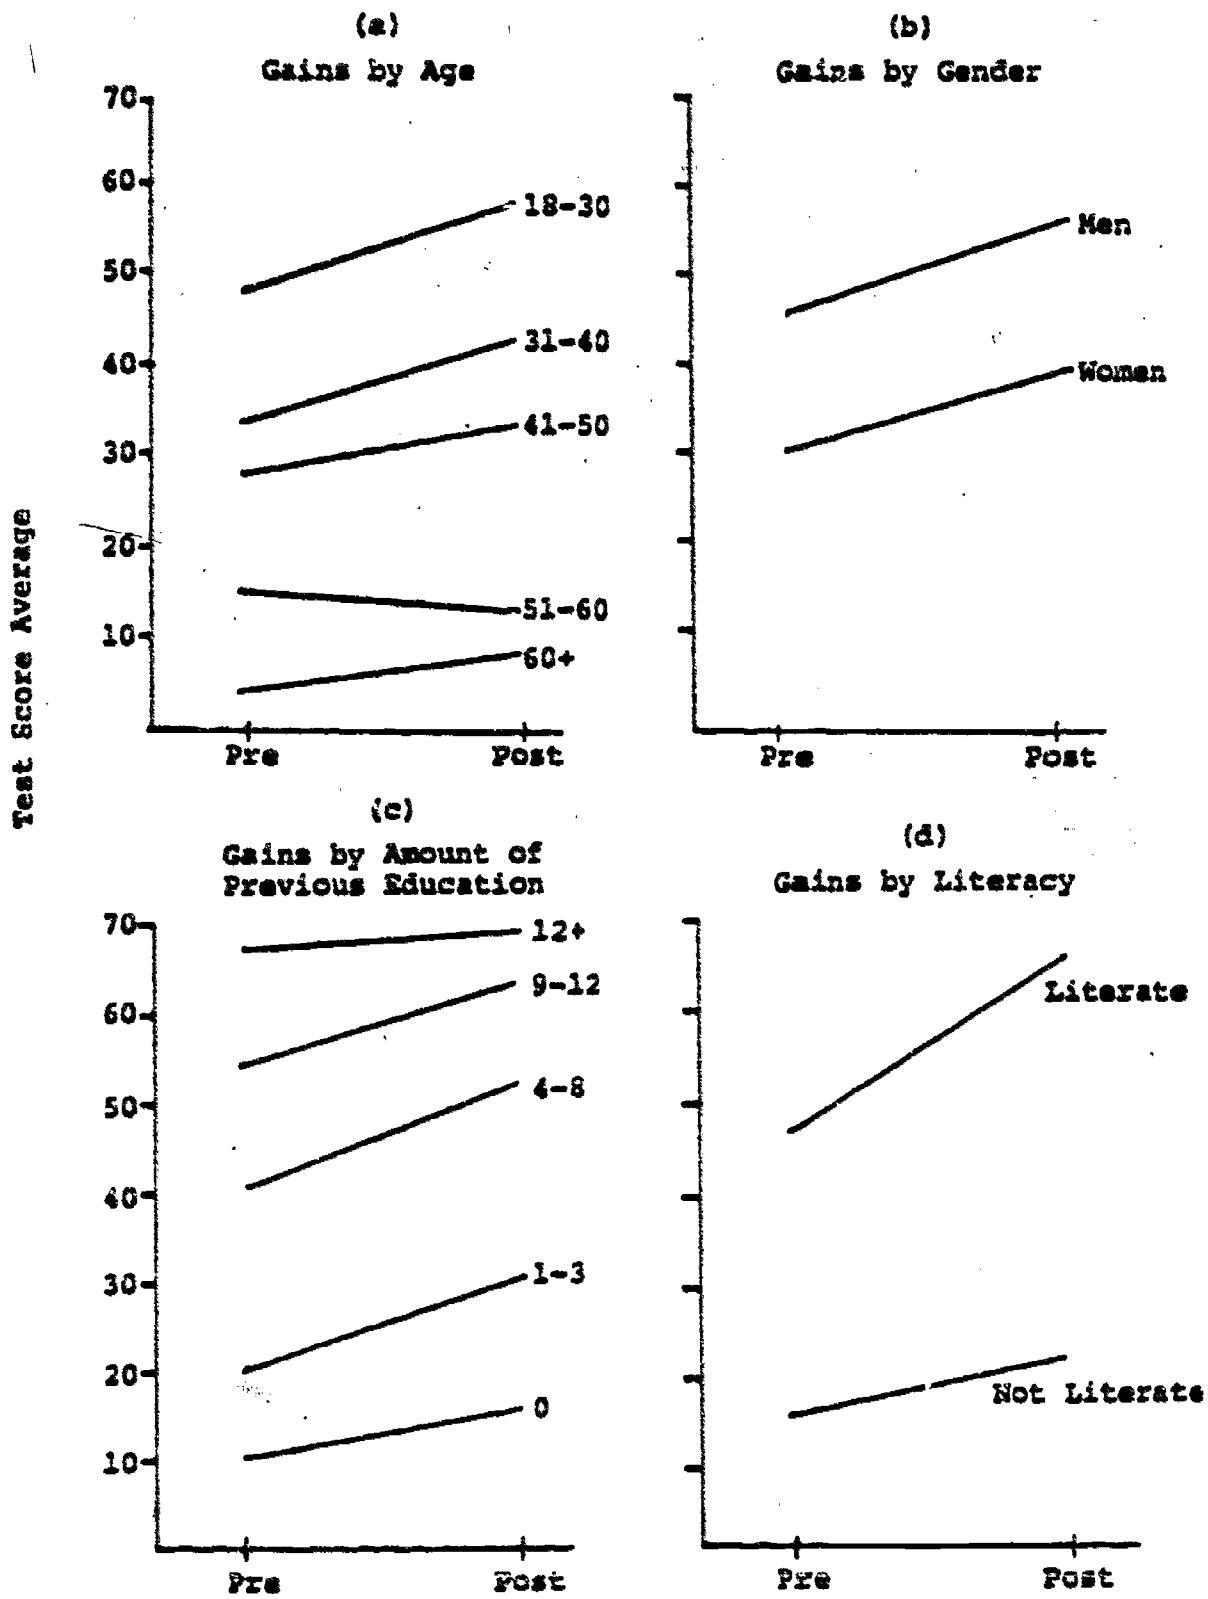 (a)
Gains by Age
70
60
50
40
30
20
10
18-30
31-40
41-50
51-60
60+
Pre Post
(b)
Gains by Gender
Men
Women
Pre Post
Test Score Average
(c)
Gains by Amount of
Previous Education
70
60
50
40
30
20
10
12+
9-12
4-8
1-3
0
Pre Post
(d)
Gains by Literacy
Literate
Not Literate
Pre Post